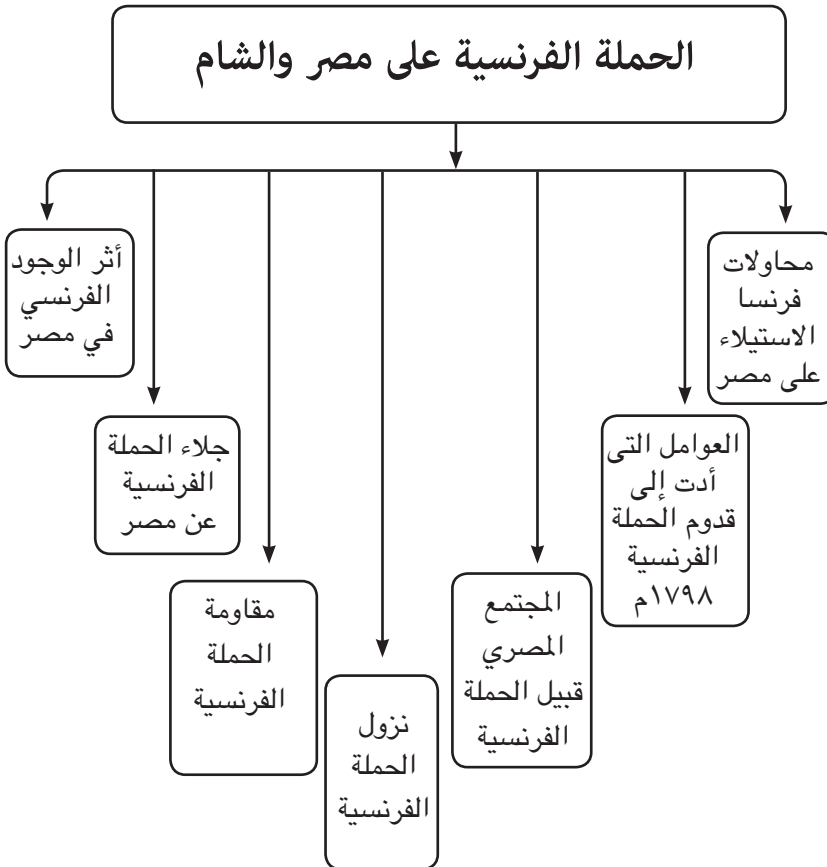 الحملة الفرنسية على مصر والشام
محاولات
فرنسا
الاستيلاء
على مصر
العوامل التى
أدت إلى
قدوم الحملة
الفرنسية
١٧٩٨م
المجتمع
المصري
قبيل الحملة
الفرنسية
نزول
الحملة
الفرنسية
مقاومة
الحملة
الفرنسية
جلاء الحملة
الفرنسية
عن مصر
أثر الوجود
الفرنسي
في مصر